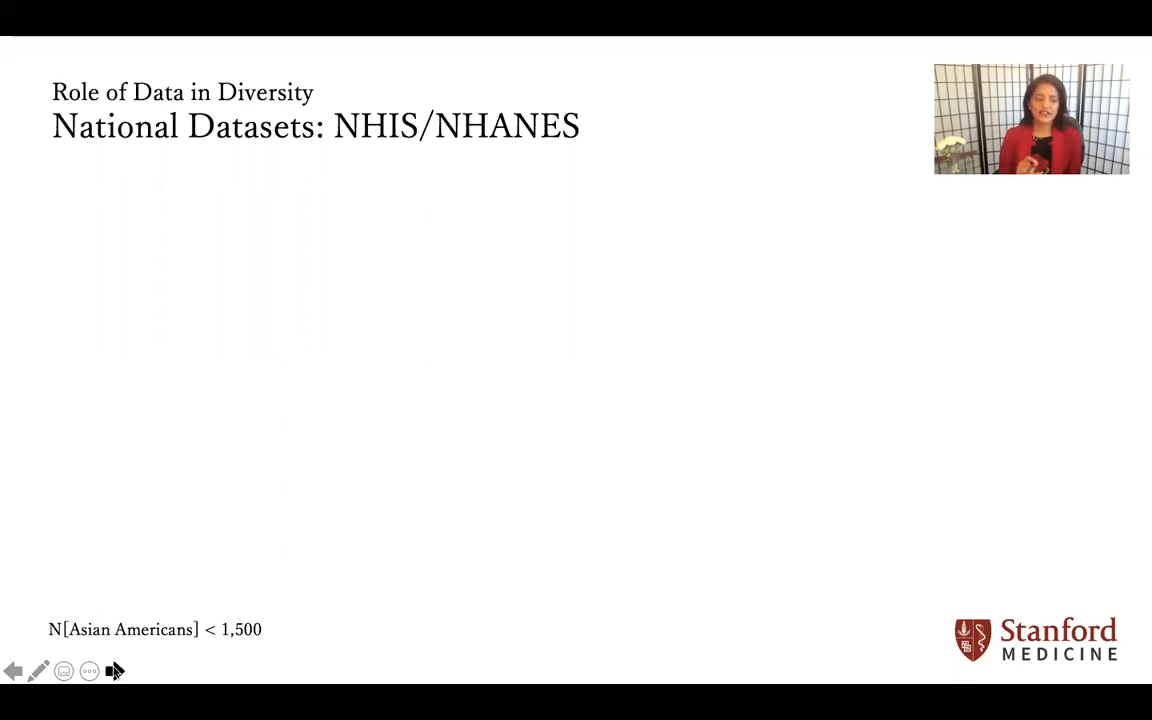 Role of Data in Diversity
National Datasets: NHIS/NHANES
N[Asian Americans] < 1,500
Stanford
MEDICINE